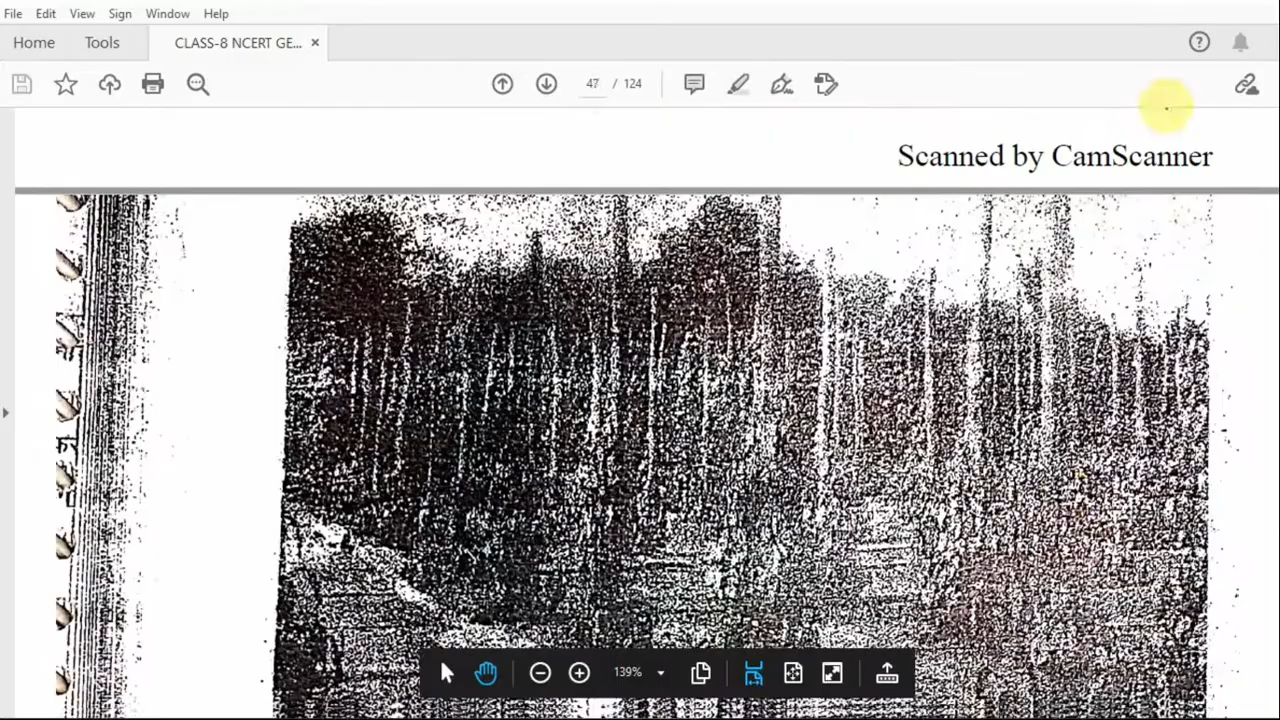 File Edit View Sign Window Help
Home Tools CLASS-8 NCERT GE... ×
47 / 124
Scanned by CamScanner
139%